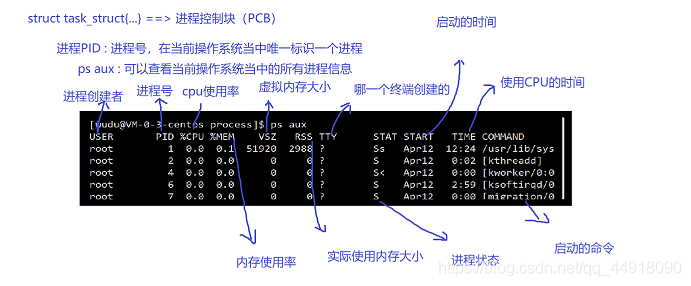 struct task_struct{...} ==> 进程控制块（PCB）
启动的时间
进程PID : 进程号，在当前操作系统当中唯一标识一个进程
ps aux : 可以查看当前操作系统当中的所有进程信息
进程创建者 进程号 cpu使用率 虚拟内存大小 哪一个终端创建的 使用CPU的时间
[wudu@VM-0-3-centos process]$ ps aux
USER PID %CPU %MEM VSZ RSS TTY STAT START TIME COMMAND
root 1 0.0 0.1 51920 2988 ? Ss Apr12 12:24 /usr/lib/sys
root 2 0.0 0.0 0 0 ? S Apr12 0:02 [kthreadd]
root 4 0.0 0.0 0 0 ? S< Apr12 0:00 [kworker/0:0
root 6 0.0 0.0 0 0 ? S Apr12 2:59 [ksoftirqd/0
root 7 0.0 0.0 0 0 ? S Apr12 0:00 [migration/0
内存使用率 实际使用内存大小 进程状态 启动的命令
https://blog.csdn.net/qq_44918090